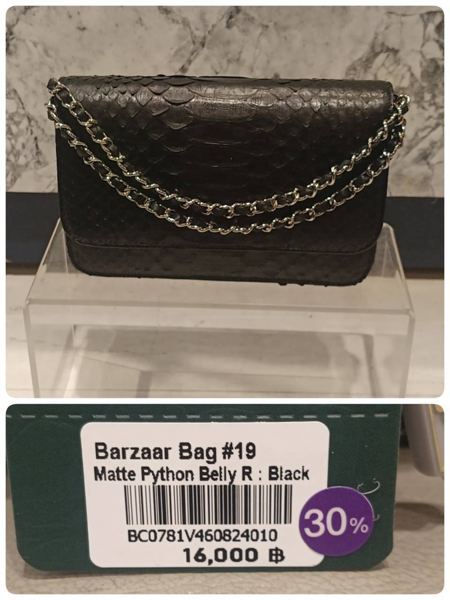 Barzaar Bag #19
Matte Python Belly R : Black
BC0781V460824010
16,000 ฿
30%